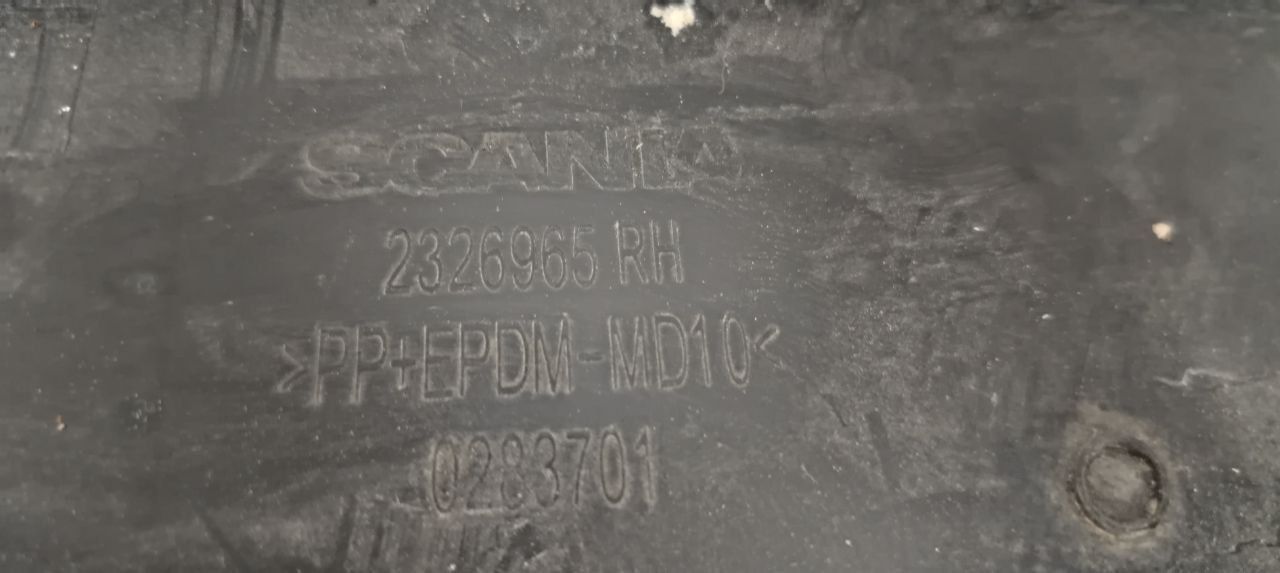 SCANIA
2326965 RH
>PP+EPDM-MD10<
0283701